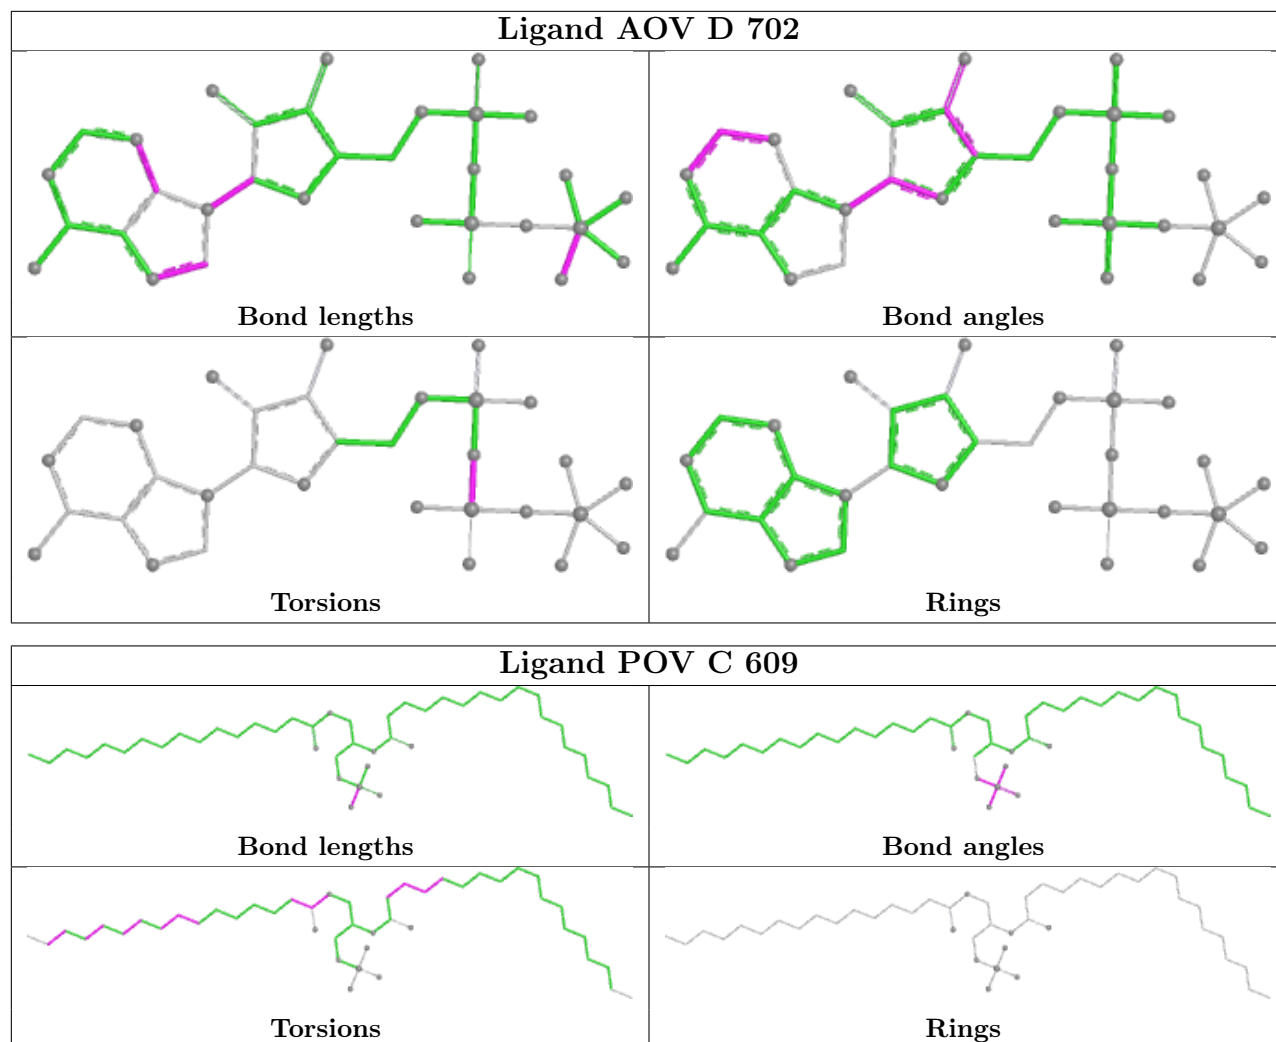 Ligand AOV D 702
Bond lengths
Bond angles
Torsions
Rings
Ligand POV C 609
Bond lengths
Bond angles
Torsions
Rings